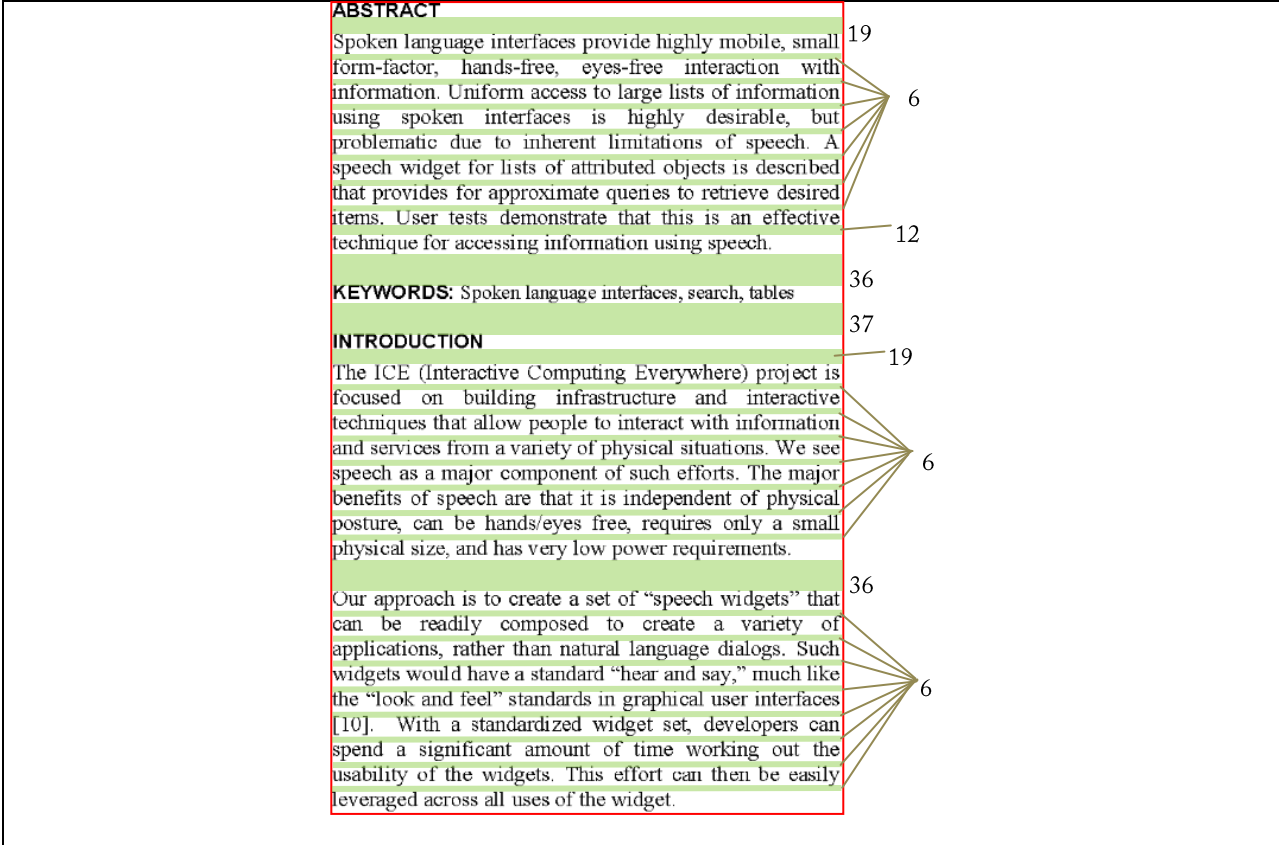 ABSTRACT
19
Spoken language interfaces provide highly mobile, small
form-factor, hands-free, eyes-free interaction with
information. Uniform access to large lists of information
6
using spoken interfaces is highly desirable, but
problematic due to inherent limitations of speech. A
speech widget for lists of attributed objects is described
that provides for approximate queries to retrieve desired
items. User tests demonstrate that this is an effective
12
technique for accessing information using speech.
36
KEYWORDS: Spoken language interfaces, search, tables
37
INTRODUCTION
19
The ICE (Interactive Computing Everywhere) project is
focused on building infrastructure and interactive
techniques that allow people to interact with information
and services from a variety of physical situations. We see
6
speech as a major component of such efforts. The major
benefits of speech are that it is independent of physical
posture, can be hands/eyes free, requires only a small
physical size, and has very low power requirements.
36
Our approach is to create a set of “speech widgets” that
can be readily composed to create a variety of
applications, rather than natural language dialogs. Such
widgets would have a standard “hear and say,” much like
6
the “look and feel” standards in graphical user interfaces
[10]. With a standardized widget set, developers can
spend a significant amount of time working out the
usability of the widgets. This effort can then be easily
leveraged across all uses of the widget.